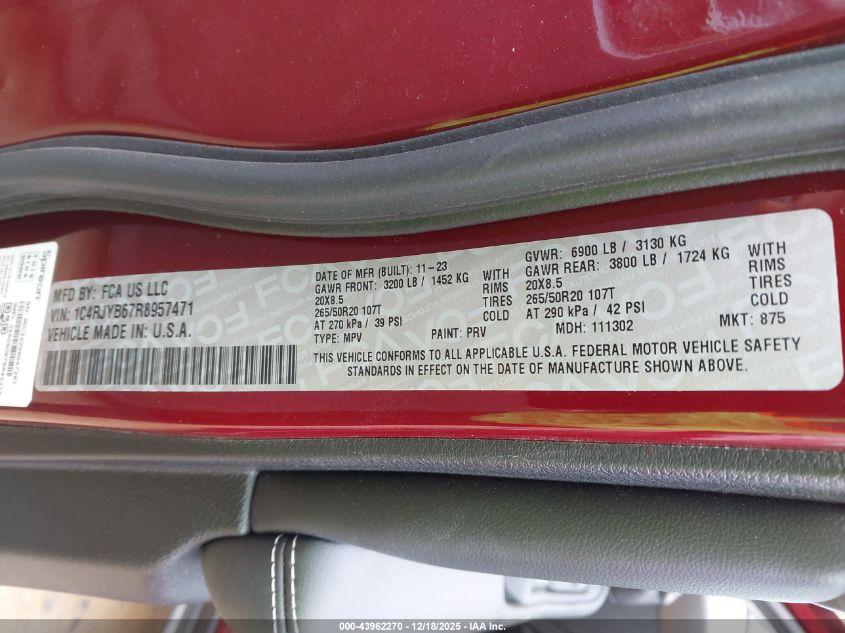 MFD BY: FCA US LLC
VIN: 1C4RJYB67R8957471
VEHICLE MADE IN: U.S.A.
DATE OF MFR (BUILT): 11-23
GAWR FRONT: 3200 LB / 1452 KG WITH
20X8.5 RIMS
265/50R20 107T TIRES
AT 270 kPa / 39 PSI COLD
TYPE: MPV PAINT: PRV
GVWR: 6900 LB / 3130 KG
GAWR REAR: 3800 LB / 1724 KG WITH
20X8.5 RIMS
265/50R20 107T TIRES
AT 290 kPa / 42 PSI COLD
MDH: 111302 MKT: 875
THIS VEHICLE CONFORMS TO ALL APPLICABLE U.S.A. FEDERAL MOTOR VEHICLE SAFETY
STANDARDS IN EFFECT ON THE DATE OF MANUFACTURE SHOWN ABOVE.
000-43962270 - 12/18/2025 - IAA Inc.